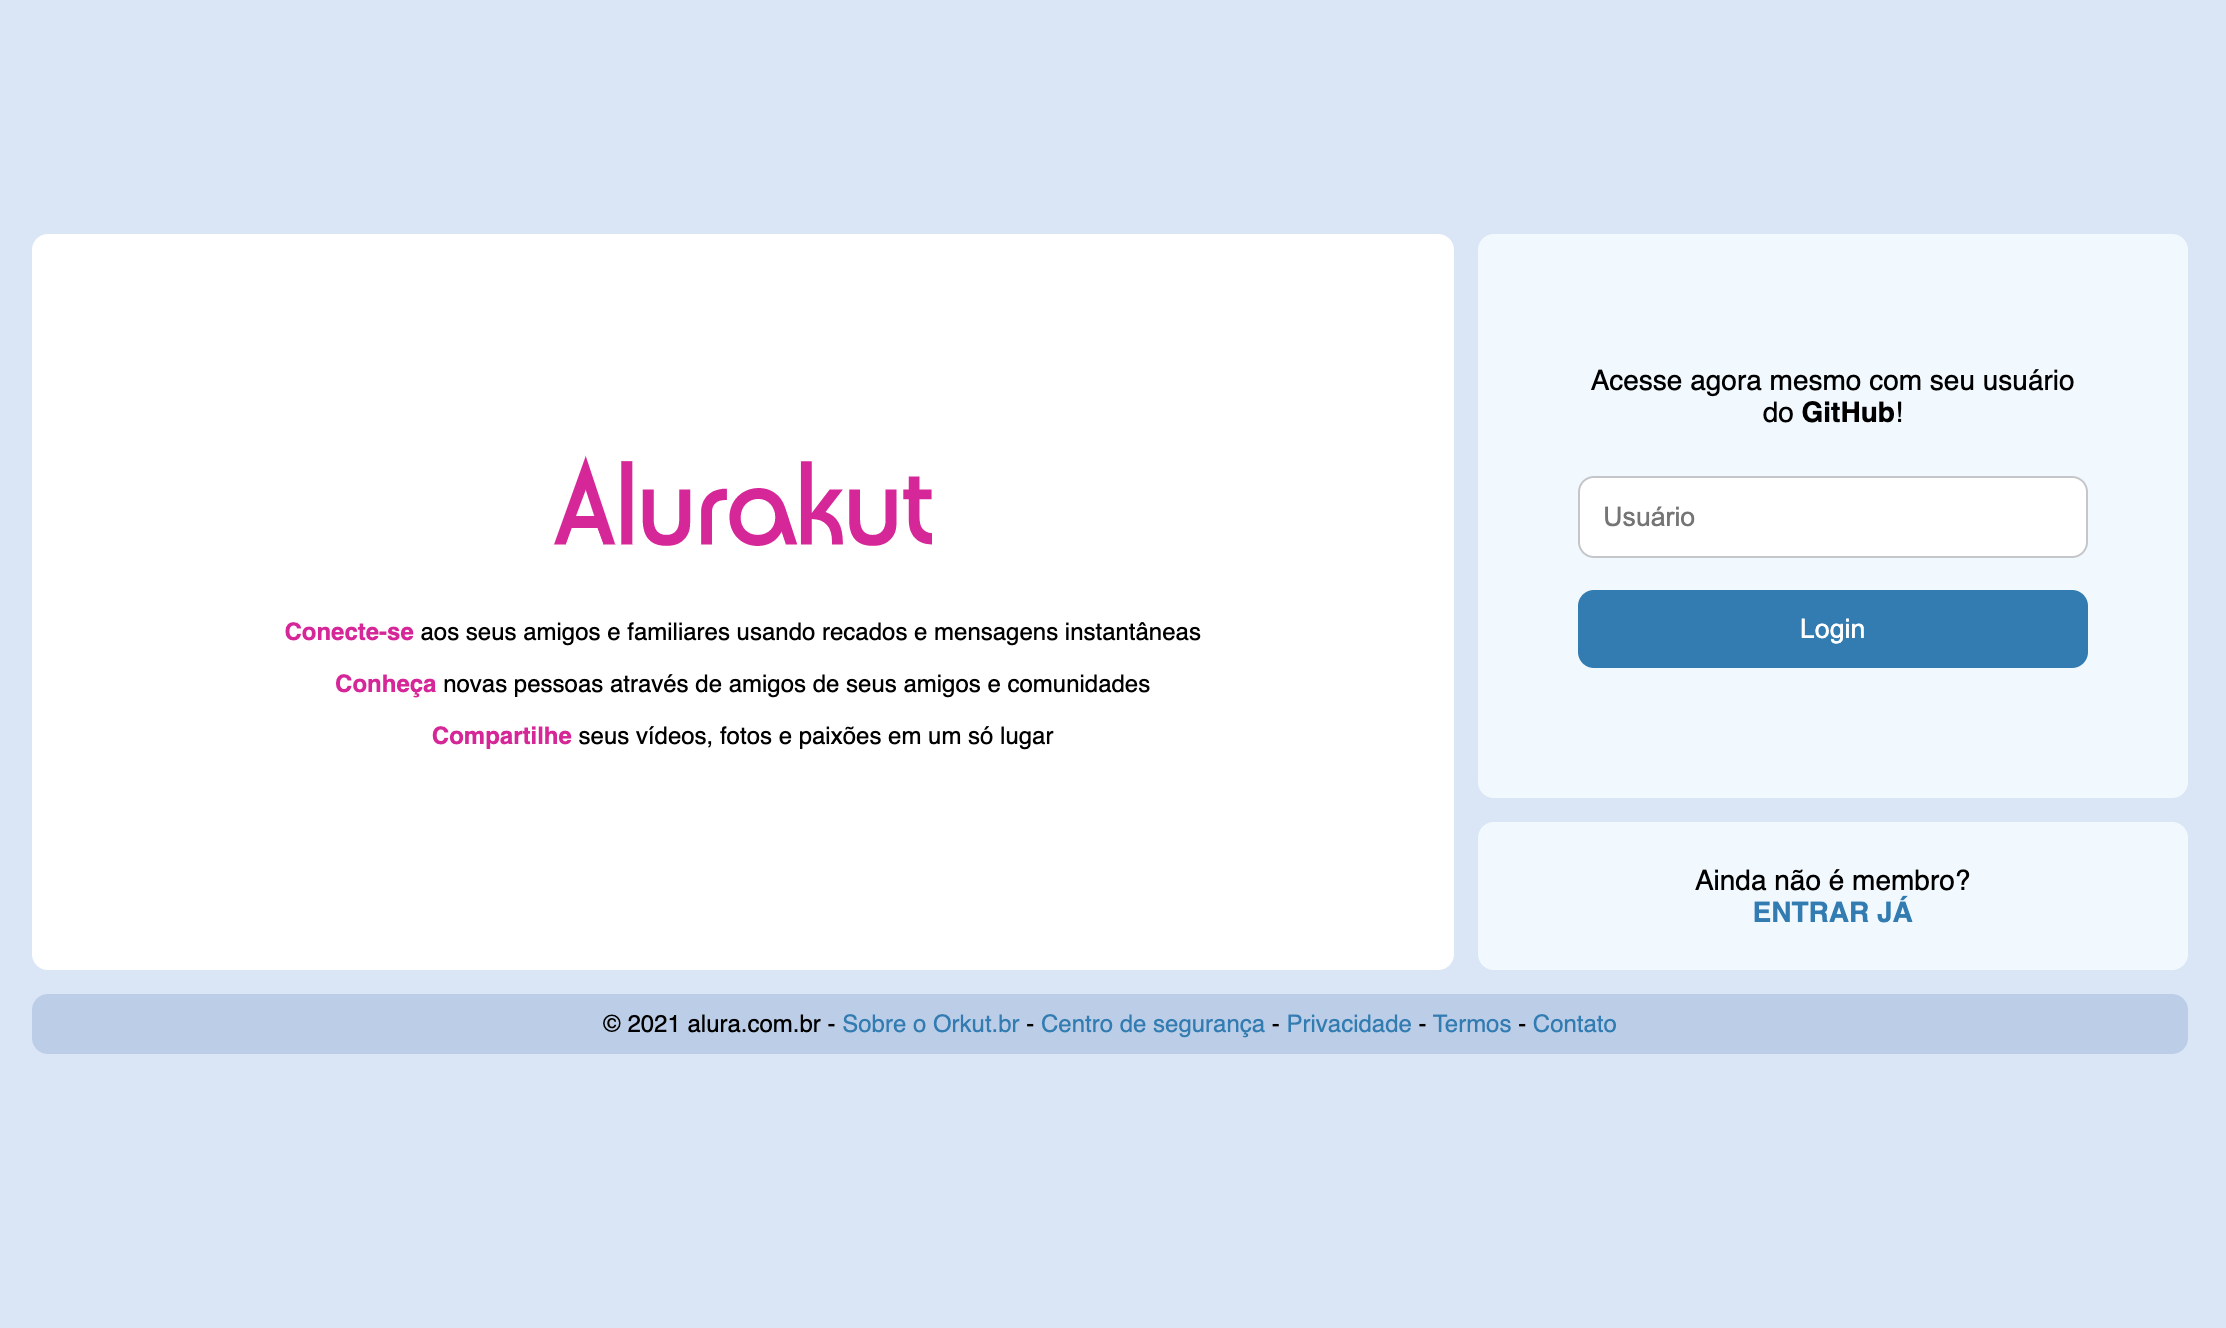 Alurakut
Conecte-se aos seus amigos e familiares usando recados e mensagens instantâneas
Conheça novas pessoas através de amigos de seus amigos e comunidades
Compartilhe seus vídeos, fotos e paixões em um só lugar
Acesse agora mesmo com seu usuário
do GitHub!
Usuário
Login
Ainda não é membro?
ENTRAR JÁ
© 2021 alura.com.br - Sobre o Orkut.br - Centro de segurança - Privacidade - Termos - Contato